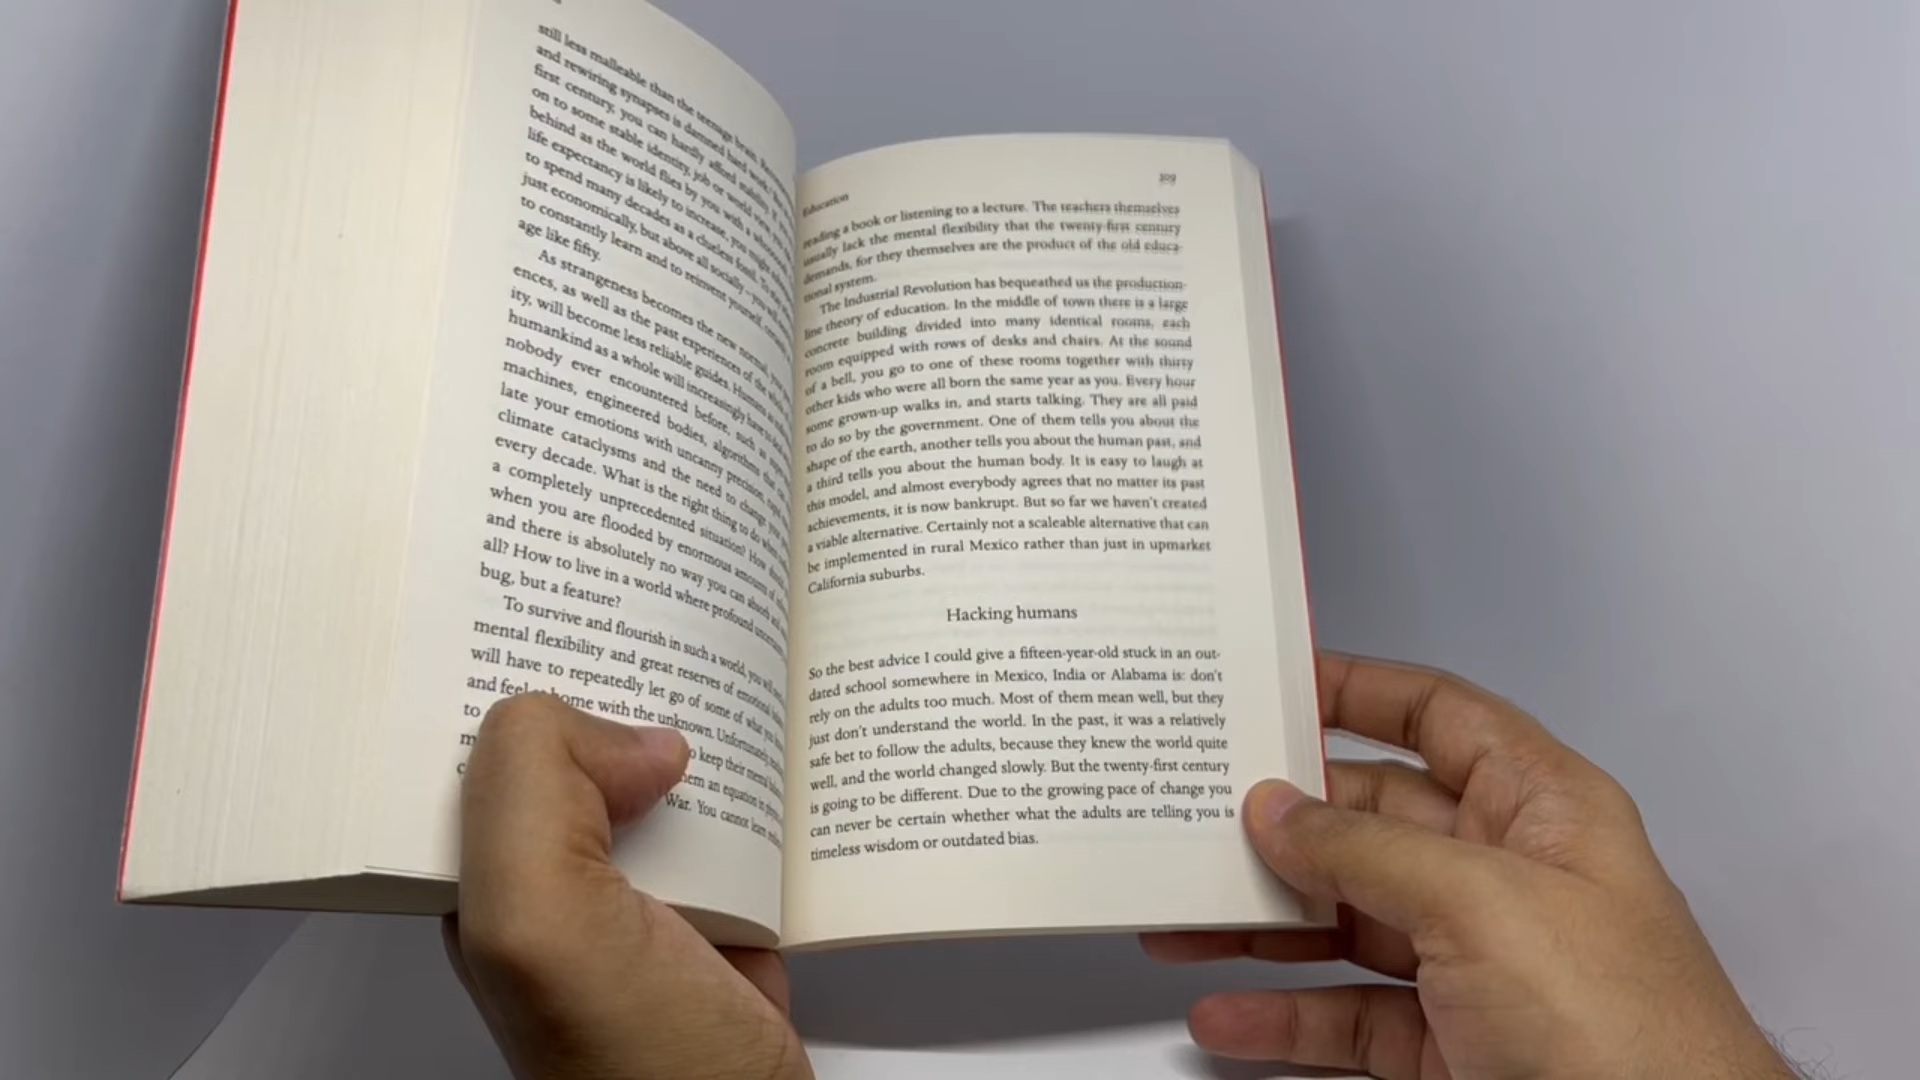 still less malleable than the teenage brain.
and rewiring synapses is damned hard work.
first century, you can hardly afford stability. If
on to some stable identity, job or world view, you
behind as the world flies by you with a
life expectancy is likely to increase, you might
to spend many decades as a clueless fossil. To
just economically, but above all socially – you will
to constantly learn and to reinvent yourself, certainly
age like fifty.
As strangeness becomes the new normal, your
ences, as well as the past experiences of the
ity, will become less reliable guides. Humans as
humankind as a whole will increasingly have to deal
nobody ever encountered before, such as
machines, engineered bodies, algorithms that can
late your emotions with uncanny precision,
climate cataclysms and the need to change your
every decade. What is the right thing to do when
a completely unprecedented situation? How
when you are flooded by enormous amounts of
and there is absolutely no way you can absorb and
all? How to live in a world where profound
bug, but a feature?
To survive and flourish in such a world, you will
mental flexibility and great reserves of emotional
will have to repeatedly let go of some of what you
and feel home with the unknown. Unfortunately,
to keep their mental
them an equation in
War. You cannot learn
Education
309
reading a book or listening to a lecture. The teachers themselves
usually lack the mental flexibility that the twenty-first century
demands, for they themselves are the product of the old educa-
tional system.
The Industrial Revolution has bequeathed us the production-
line theory of education. In the middle of town there is a large
concrete building divided into many identical rooms, each
room equipped with rows of desks and chairs. At the sound
of a bell, you go to one of these rooms together with thirty
other kids who were all born the same year as you. Every hour
some grown-up walks in, and starts talking. They are all paid
to do so by the government. One of them tells you about the
shape of the earth, another tells you about the human past, and
a third tells you about the human body. It is easy to laugh at
this model, and almost everybody agrees that no matter its past
achievements, it is now bankrupt. But so far we haven't created
a viable alternative. Certainly not a scaleable alternative that can
be implemented in rural Mexico rather than just in upmarket
California suburbs.
Hacking humans
So the best advice I could give a fifteen-year-old stuck in an out-
dated school somewhere in Mexico, India or Alabama is: don't
rely on the adults too much. Most of them mean well, but they
just don't understand the world. In the past, it was a relatively
safe bet to follow the adults, because they knew the world quite
well, and the world changed slowly. But the twenty-first century
is going to be different. Due to the growing pace of change you
can never be certain whether what the adults are telling you is
timeless wisdom or outdated bias.